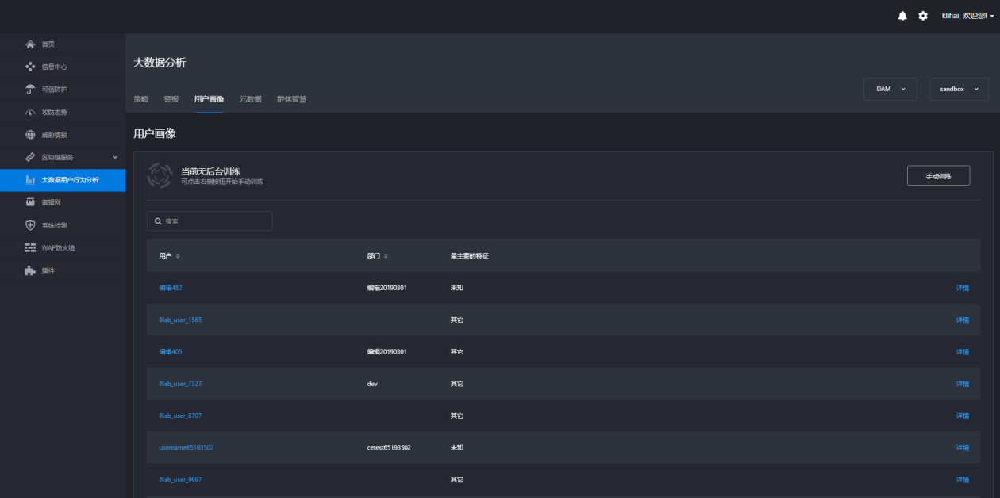 klihai, 欢迎您!
首页
信息中心
可信防护
攻防态势
威胁情报
区块链服务
大数据用户行为分析
蜜罐网
系统检测
WAF防火墙
插件
大数据分析
策略 警报 用户画像 元数据 群体智慧
DAM sandbox
用户画像
当前无后台训练
可点击右侧按钮开始手动训练
手动训练
搜索
用户 部门 最主要的特征
编辑482 编辑20190301 未知 详情
8lab_user_1565 其它 详情
编辑405 编辑20190301 其它 详情
8lab_user_7327 dev 其它 详情
8lab_user_8707 其它 详情
username65193502 cetest65193502 未知 详情
8lab_user_9697 其它 详情